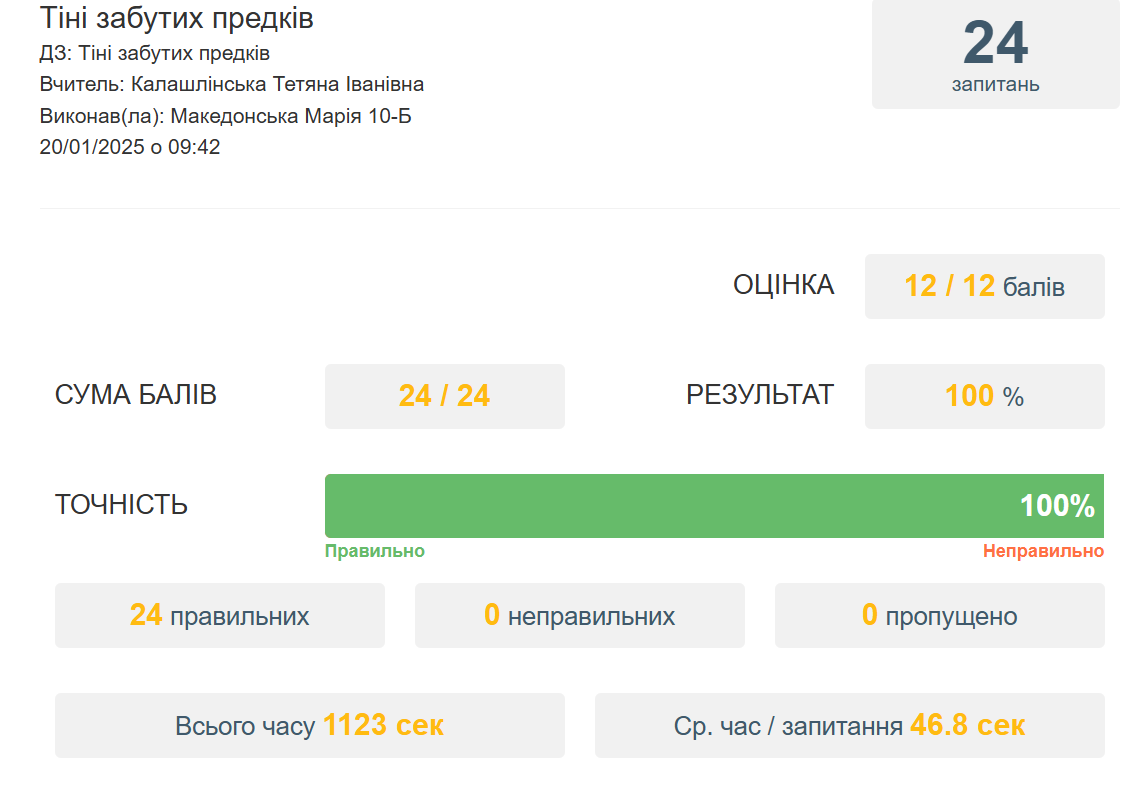 Тіні забутих предків
ДЗ: Тіні забутих предків
Вчитель: Калашлінська Тетяна Іванівна
Виконав(ла): Македонська Марія 10-Б
20/01/2025 о 09:42
24
запитань
ОЦІНКА 12 / 12 балів
СУМА БАЛІВ 24 / 24 РЕЗУЛЬТАТ 100 %
ТОЧНІСТЬ 100%
Правильно Неправильно
24 правильних 0 неправильних 0 пропущено
Всього часу 1123 сек Ср. час / запитання 46.8 сек